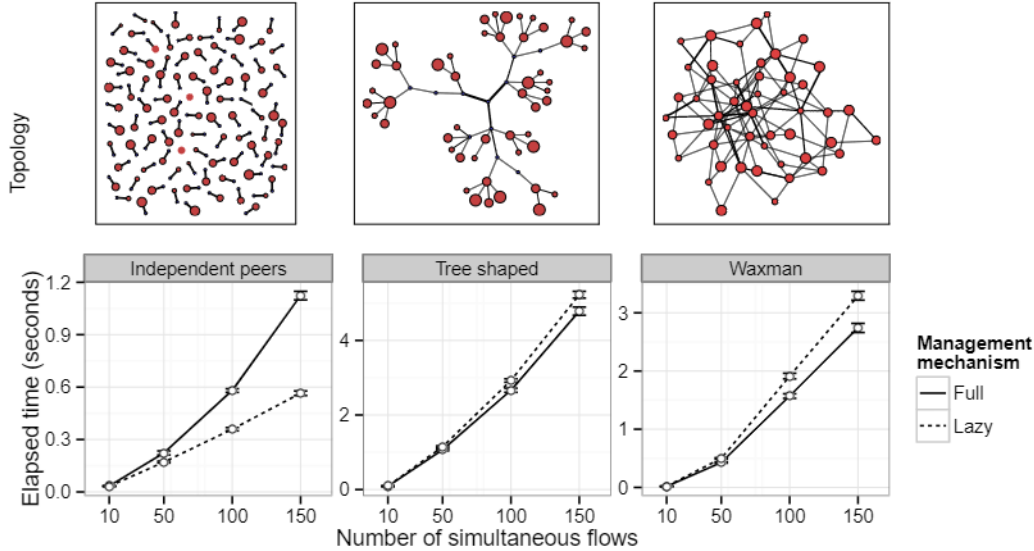 Topology
Independent peers
Tree shaped
Waxman
Elapsed time (seconds)
1.2
0.9
0.6
0.3
0.0
4
2
0
3
2
1
0
10 50 100 150
10 50 100 150
10 50 100 150
Number of simultaneous flows
Management
mechanism
Full
Lazy